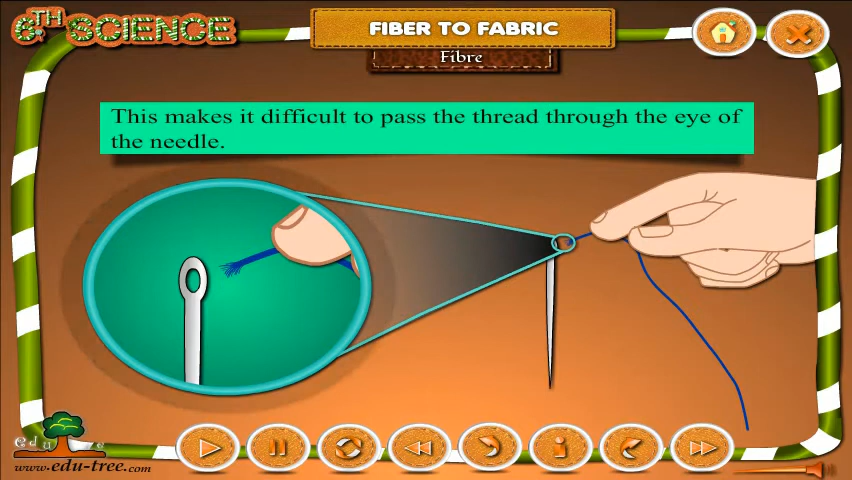 6TH SCIENCE
FIBER TO FABRIC
Fibre
This makes it difficult to pass the thread through the eye of
the needle.
www.edu-tree.com